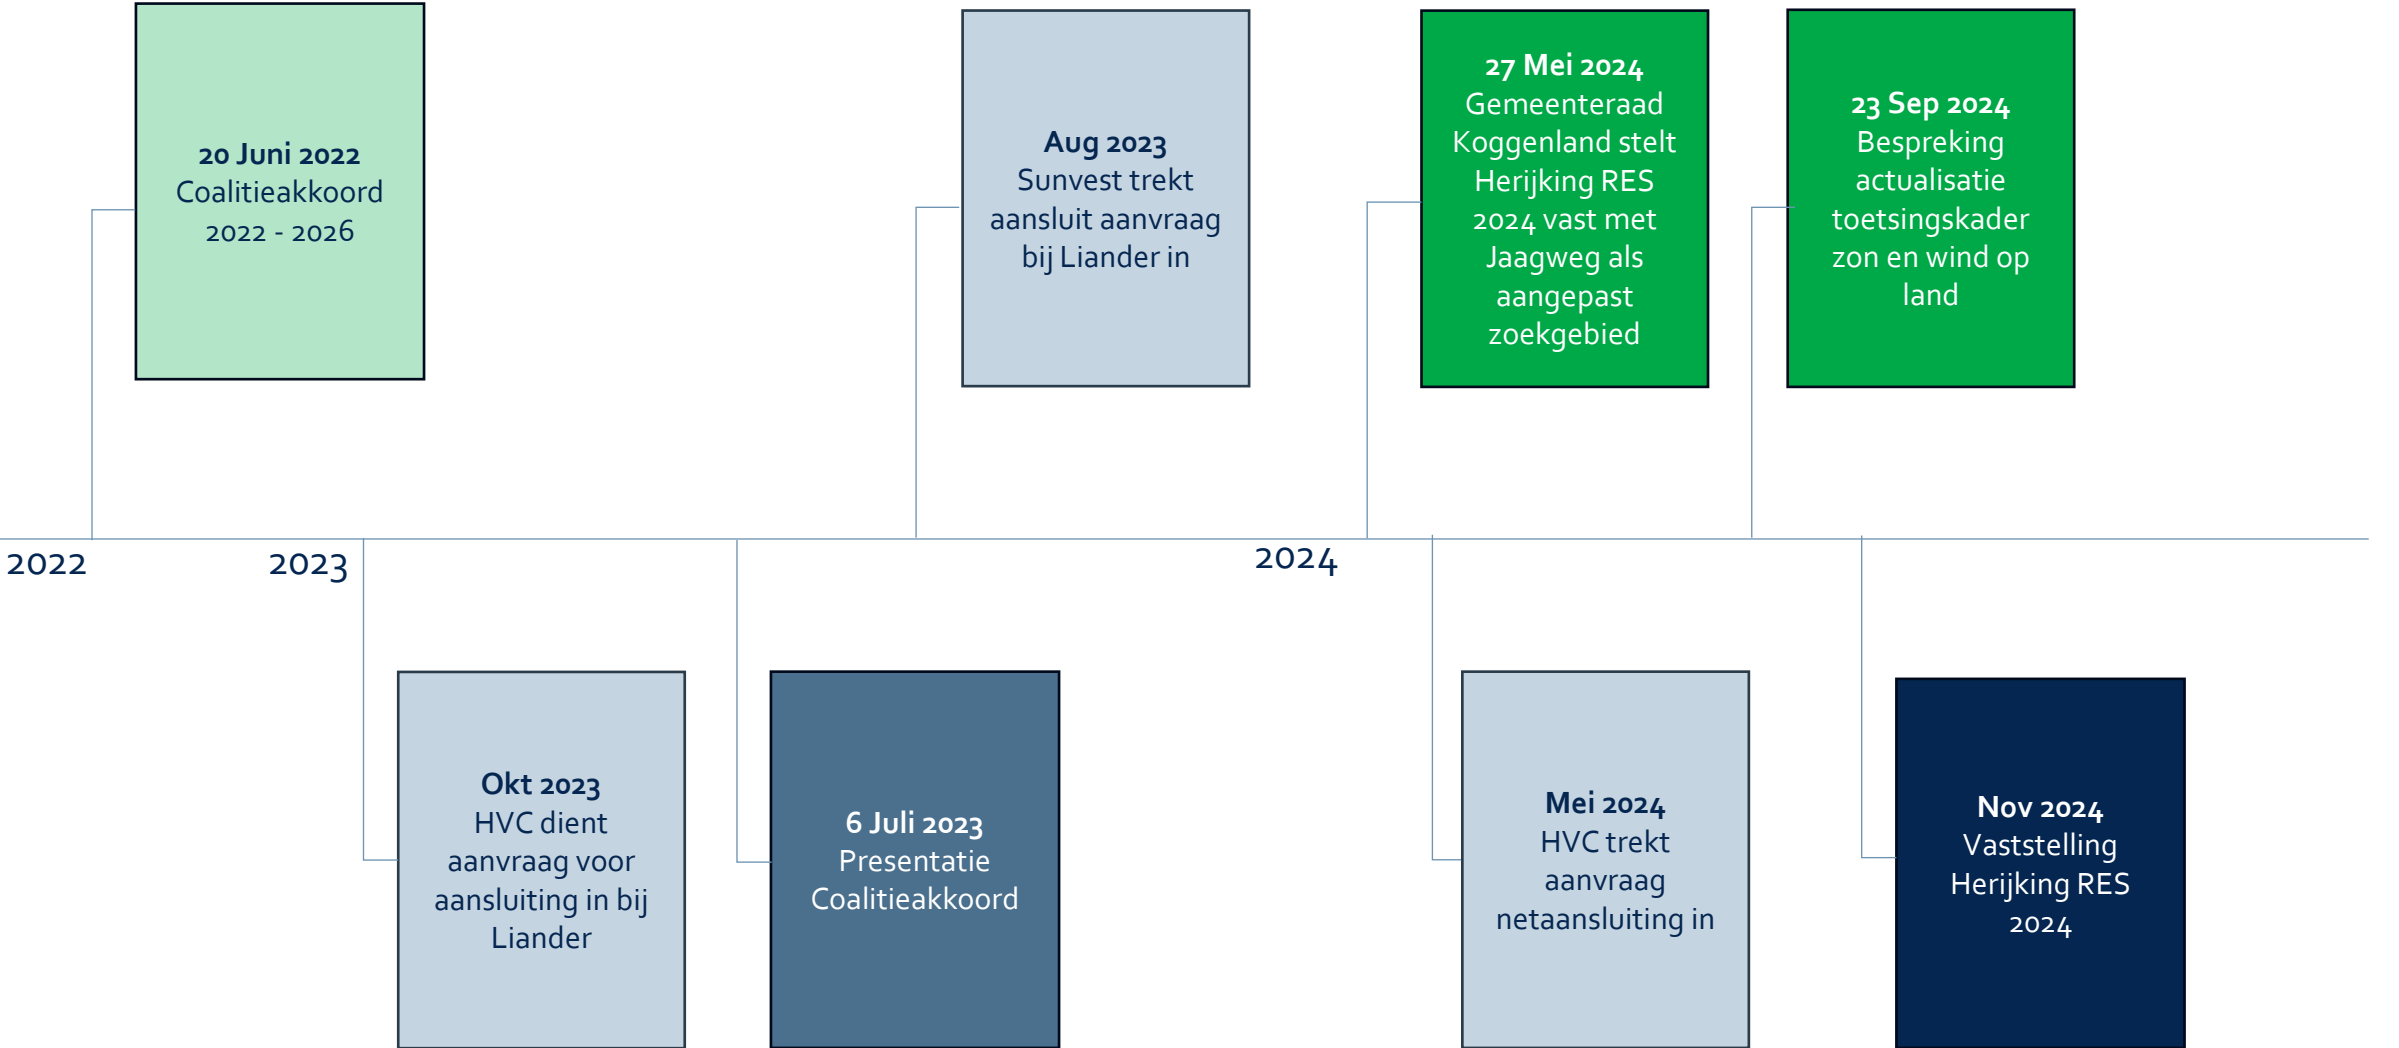 20 Juni 2022
Coalitieakkoord
2022 - 2026
Aug 2023
Sunvest trekt
aansluit aanvraag
bij Liander in
27 Mei 2024
Gemeenteraad
Koggenland stelt
Herijking RES
2024 vast met
Jaagweg als
aangepast
zoekgebied
23 Sep 2024
Bespreking
actualisatie
toetsingskader
zon en wind op
land
2022
2023
2024
Okt 2023
HVC dient
aanvraag voor
aansluiting in bij
Liander
6 Juli 2023
Presentatie
Coalitieakkoord
Mei 2024
HVC trekt
aanvraag
netaansluiting in
Nov 2024
Vaststelling
Herijking RES
2024